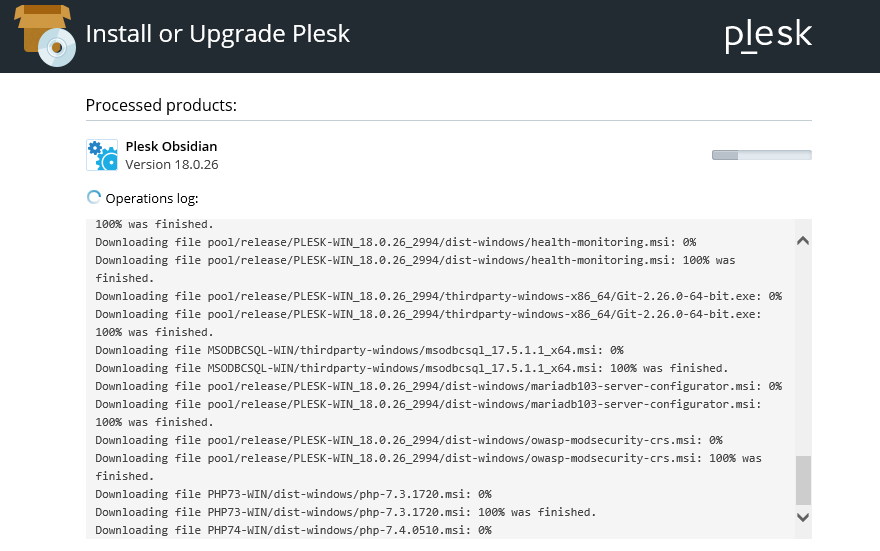 Install or Upgrade Plesk
plesk
Processed products:
Plesk Obsidian
Version 18.0.26
Operations log:
100% was finished.
Downloading file pool/release/PLESK-WIN_18.0.26_2994/dist-windows/health-monitoring.msi: 0%
Downloading file pool/release/PLESK-WIN_18.0.26_2994/dist-windows/health-monitoring.msi: 100% was
finished.
Downloading file pool/release/PLESK-WIN_18.0.26_2994/thirdparty-windows-x86_64/Git-2.26.0-64-bit.exe: 0%
Downloading file pool/release/PLESK-WIN_18.0.26_2994/thirdparty-windows-x86_64/Git-2.26.0-64-bit.exe:
100% was finished.
Downloading file MSODBCSQL-WIN/thirdparty-windows/msodbcsql_17.5.1.1_x64.msi: 0%
Downloading file MSODBCSQL-WIN/thirdparty-windows/msodbcsql_17.5.1.1_x64.msi: 100% was finished.
Downloading file pool/release/PLESK-WIN_18.0.26_2994/dist-windows/mariadb103-server-configurator.msi: 0%
Downloading file pool/release/PLESK-WIN_18.0.26_2994/dist-windows/mariadb103-server-configurator.msi:
100% was finished.
Downloading file pool/release/PLESK-WIN_18.0.26_2994/dist-windows/owasp-modsecurity-crs.msi: 0%
Downloading file pool/release/PLESK-WIN_18.0.26_2994/dist-windows/owasp-modsecurity-crs.msi: 100% was
finished.
Downloading file PHP73-WIN/dist-windows/php-7.3.1720.msi: 0%
Downloading file PHP73-WIN/dist-windows/php-7.3.1720.msi: 100% was finished.
Downloading file PHP74-WIN/dist-windows/php-7.4.0510.msi: 0%